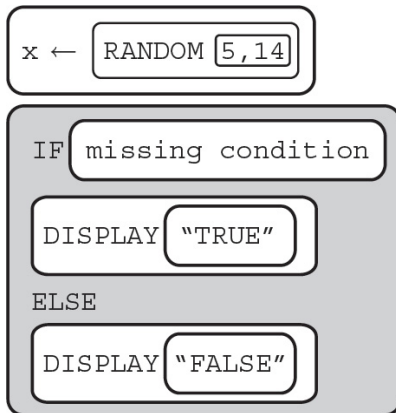 x ← RANDOM 5,14
IF missing condition
DISPLAY “TRUE”
ELSE
DISPLAY “FALSE”